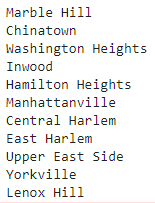 Marble Hill
Chinatown
Washington Heights
Inwood
Hamilton Heights
Manhattanville
Central Harlem
East Harlem
Upper East Side
Yorkville
Lenox Hill